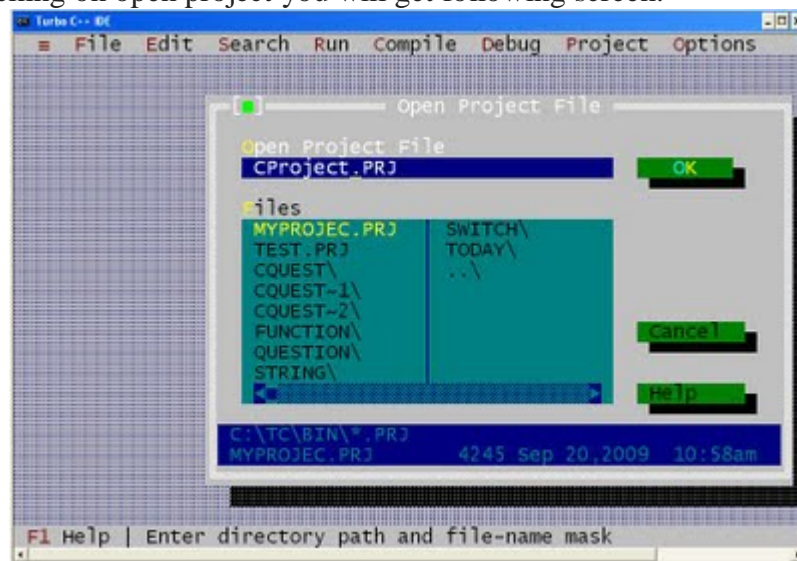 on open project you will get following screen.
Turbo C++ IDE
≡ File Edit Search Run Compile Debug Project Options
[■] Open Project File
Open Project File
CProject.PRJ
OK
Files
MYPROJEC.PRJ SWITCH\
TEST.PRJ TODAY\
CQUEST\ ..\
CQUEST~1\
CQUEST~2\
FUNCTION\
Cancel
QUESTION\
STRING\
Help
C:\TC\BIN\*.PRJ
MYPROJEC.PRJ 4245 Sep 20,2009 10:58am
F1 Help | Enter directory path and file-name mask